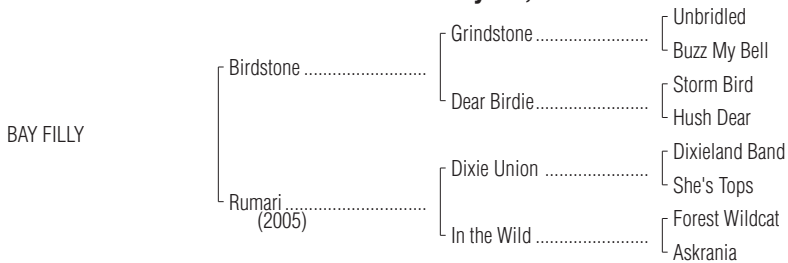 Unbridled
Grindstone
Buzz My Bell
Birdstone
Storm Bird
Dear Birdie
Hush Dear
BAY FILLY
Dixieland Band
Dixie Union
She's Tops
Rumari
(2005)
Forest Wildcat
In the Wild
Askrania